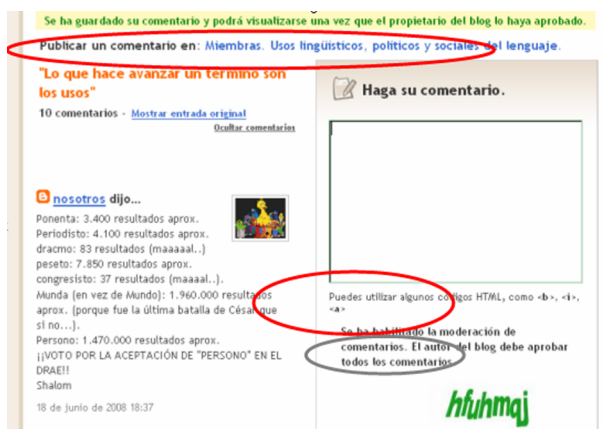 Se ha guardado su comentario y podrá visualizarse una vez que el propietario del blog lo haya aprobado.
Publicar un comentario en: Miembras. Usos lingüísticos, políticos y sociales del lenguaje.
"Lo que hace avanzar un término son
los usos"
10 comentarios - Mostrar entrada original
Ocultar comentarios
nosotros dijo...
Ponenta: 3.400 resultados aprox.
Periodisto: 4.100 resultados aprox.
dracmo: 83 resultados (maaaaal..)
peseto: 7.850 resultados aprox.
congresisto: 37 resultados (maaaal).
Munda (en vez de Mundo): 1.960.000 resultados
aprox. (porque fue la última batalla de César que
si no...).
Persono: 1.470.000 resultados aprox.
¡¡VOTO POR LA ACEPTACIÓN DE "PERSONO" EN EL
DRAE!!
Shalom
18 de junio de 2008 18:37
Haga su comentario.
Puedes utilizar algunos códigos HTML, como <b>, <i>,
<a>
Se ha habilitado la moderación de
comentarios. El autor del blog debe aprobar
todos los comentarios
hfuhmqj